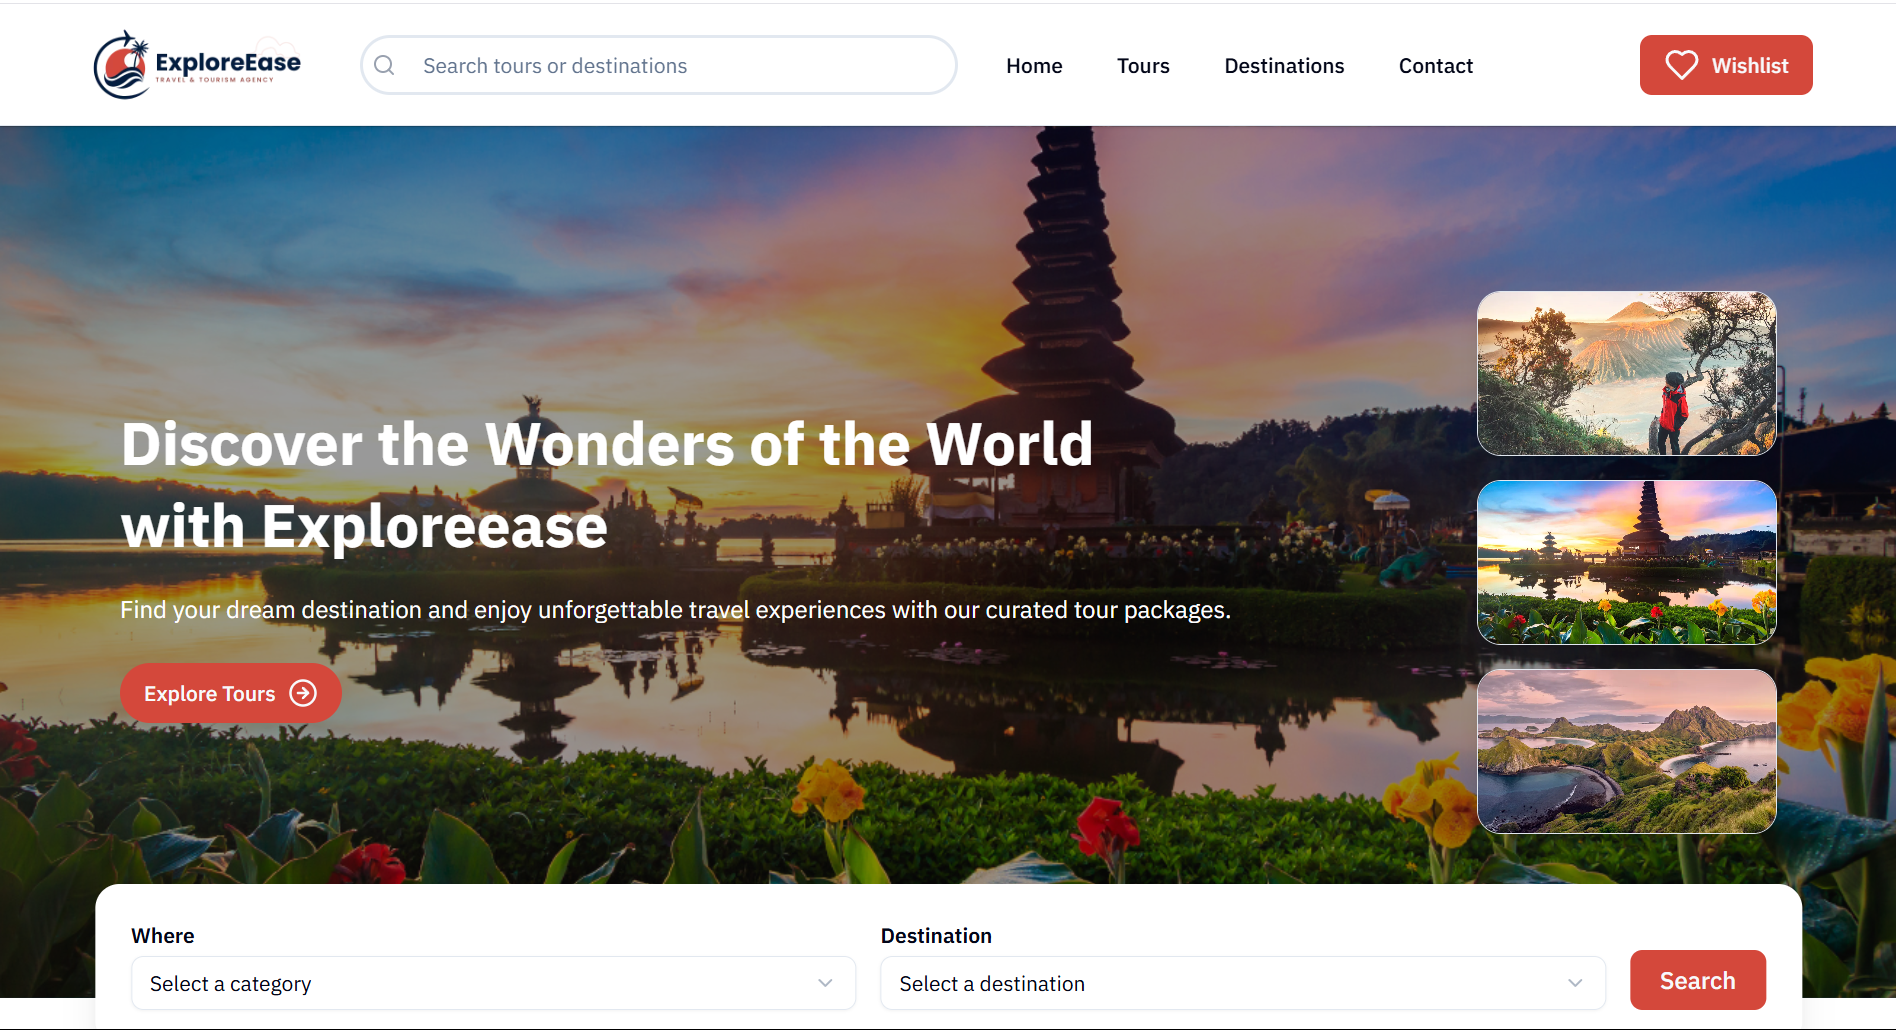 ExploreEase
TRAVEL & TOURISM AGENCY
Search tours or destinations
Home
Tours
Destinations
Contact
Wishlist
Discover the Wonders of the World
with Exploreease
Find your dream destination and enjoy unforgettable travel experiences with our curated tour packages.
Explore Tours
Where
Select a category
Destination
Select a destination
Search